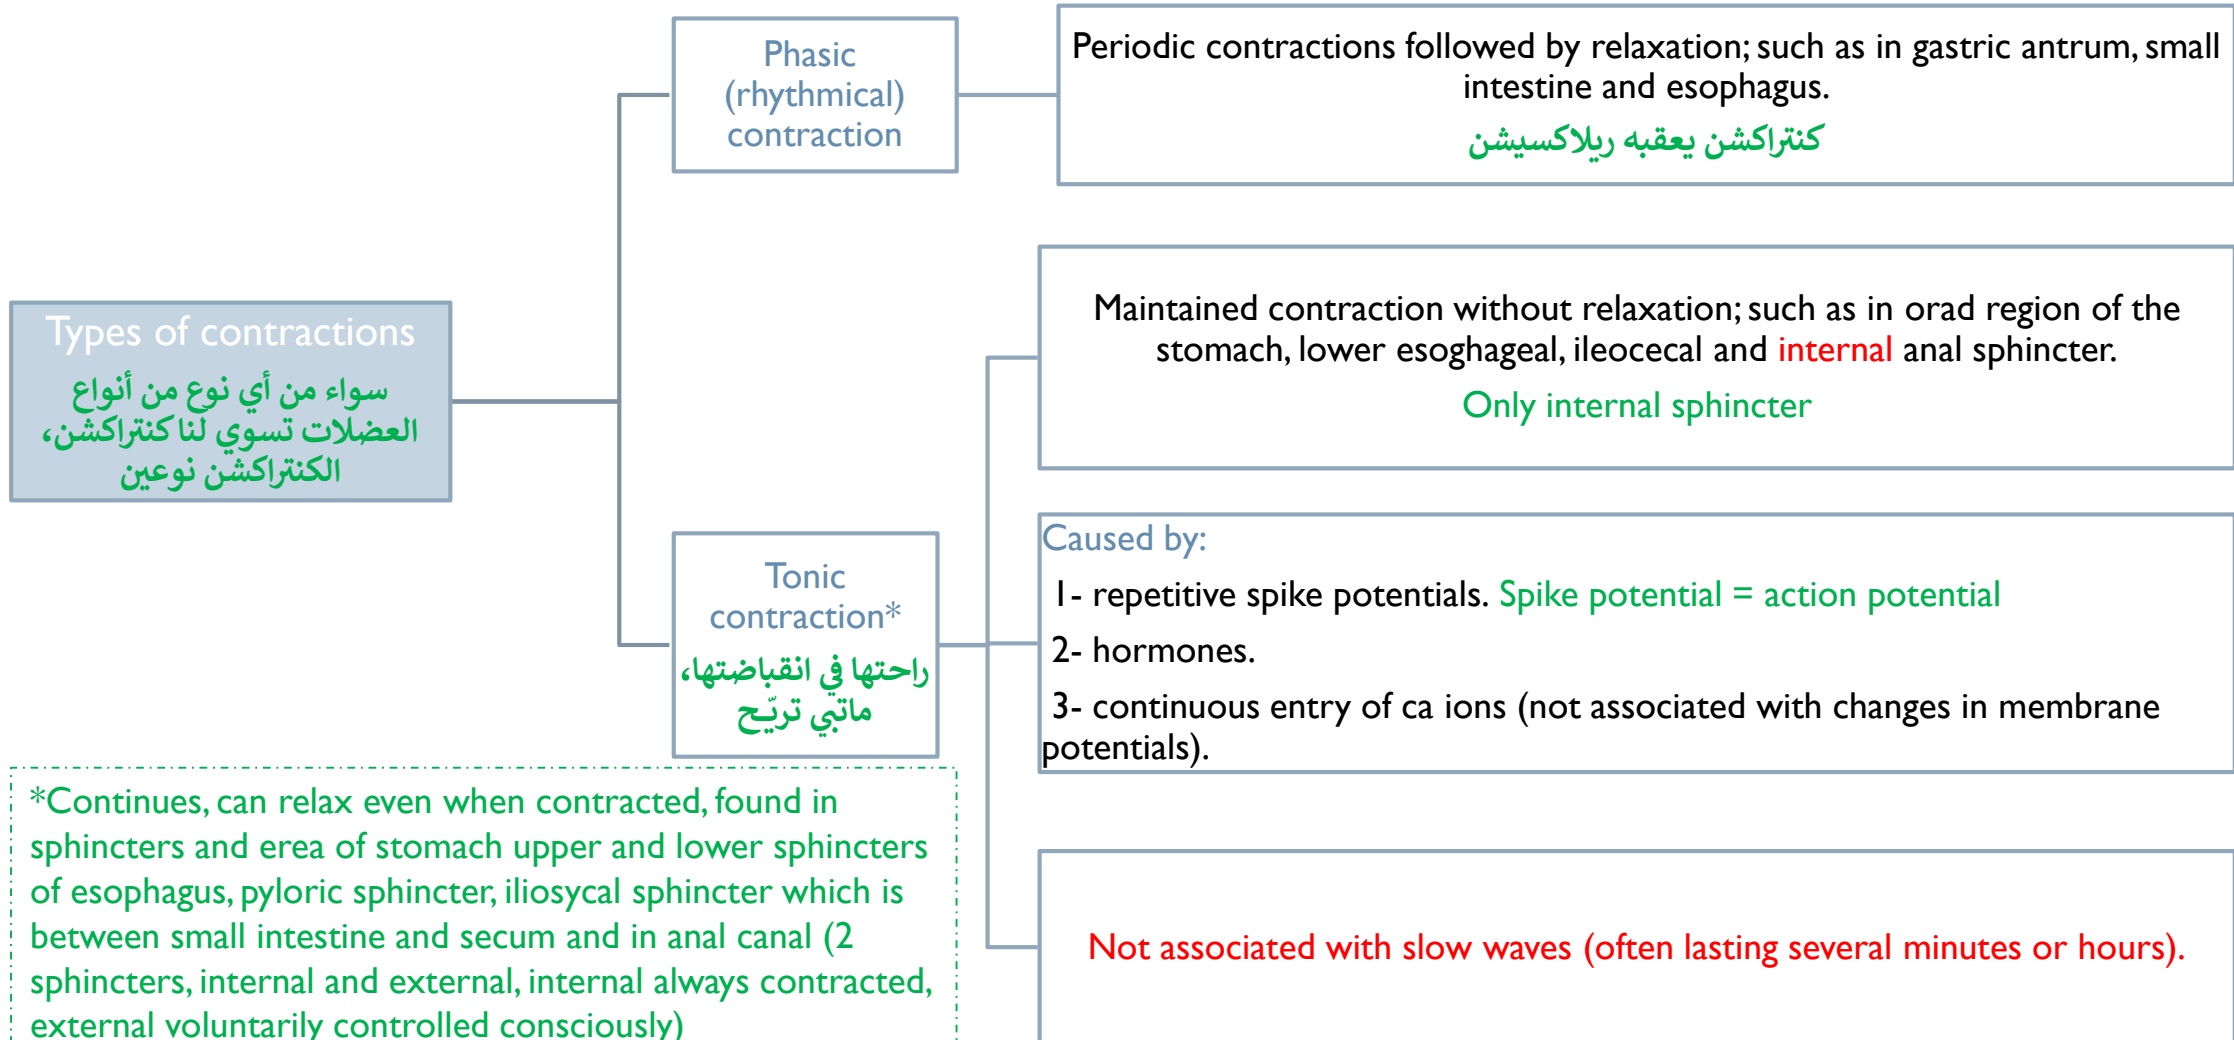 Types of contractions
سواء من أي نوع من أنواع
العضلات تسوي لنا كنتراكشن،
الكنتراكشن نوعين
Phasic
(rhythmical)
contraction
Periodic contractions followed by relaxation; such as in gastric antrum, small
intestine and esophagus.
كنتراكشن يعقبه ريلاكسيشن
Tonic
contraction*
راحتها في انقباضتها،
ماتبي تريّح
Maintained contraction without relaxation; such as in orad region of the
stomach, lower esoghageal, ileocecal and internal anal sphincter.
Only internal sphincter
Caused by:
1- repetitive spike potentials. Spike potential = action potential
2- hormones.
3- continuous entry of ca ions (not associated with changes in membrane
potentials).
Not associated with slow waves (often lasting several minutes or hours).
*Continues, can relax even when contracted, found in
sphincters and erea of stomach upper and lower sphincters
of esophagus, pyloric sphincter, iliosycal sphincter which is
between small intestine and secum and in anal canal (2
sphincters, internal and external, internal always contracted,
external voluntarily controlled consciously)